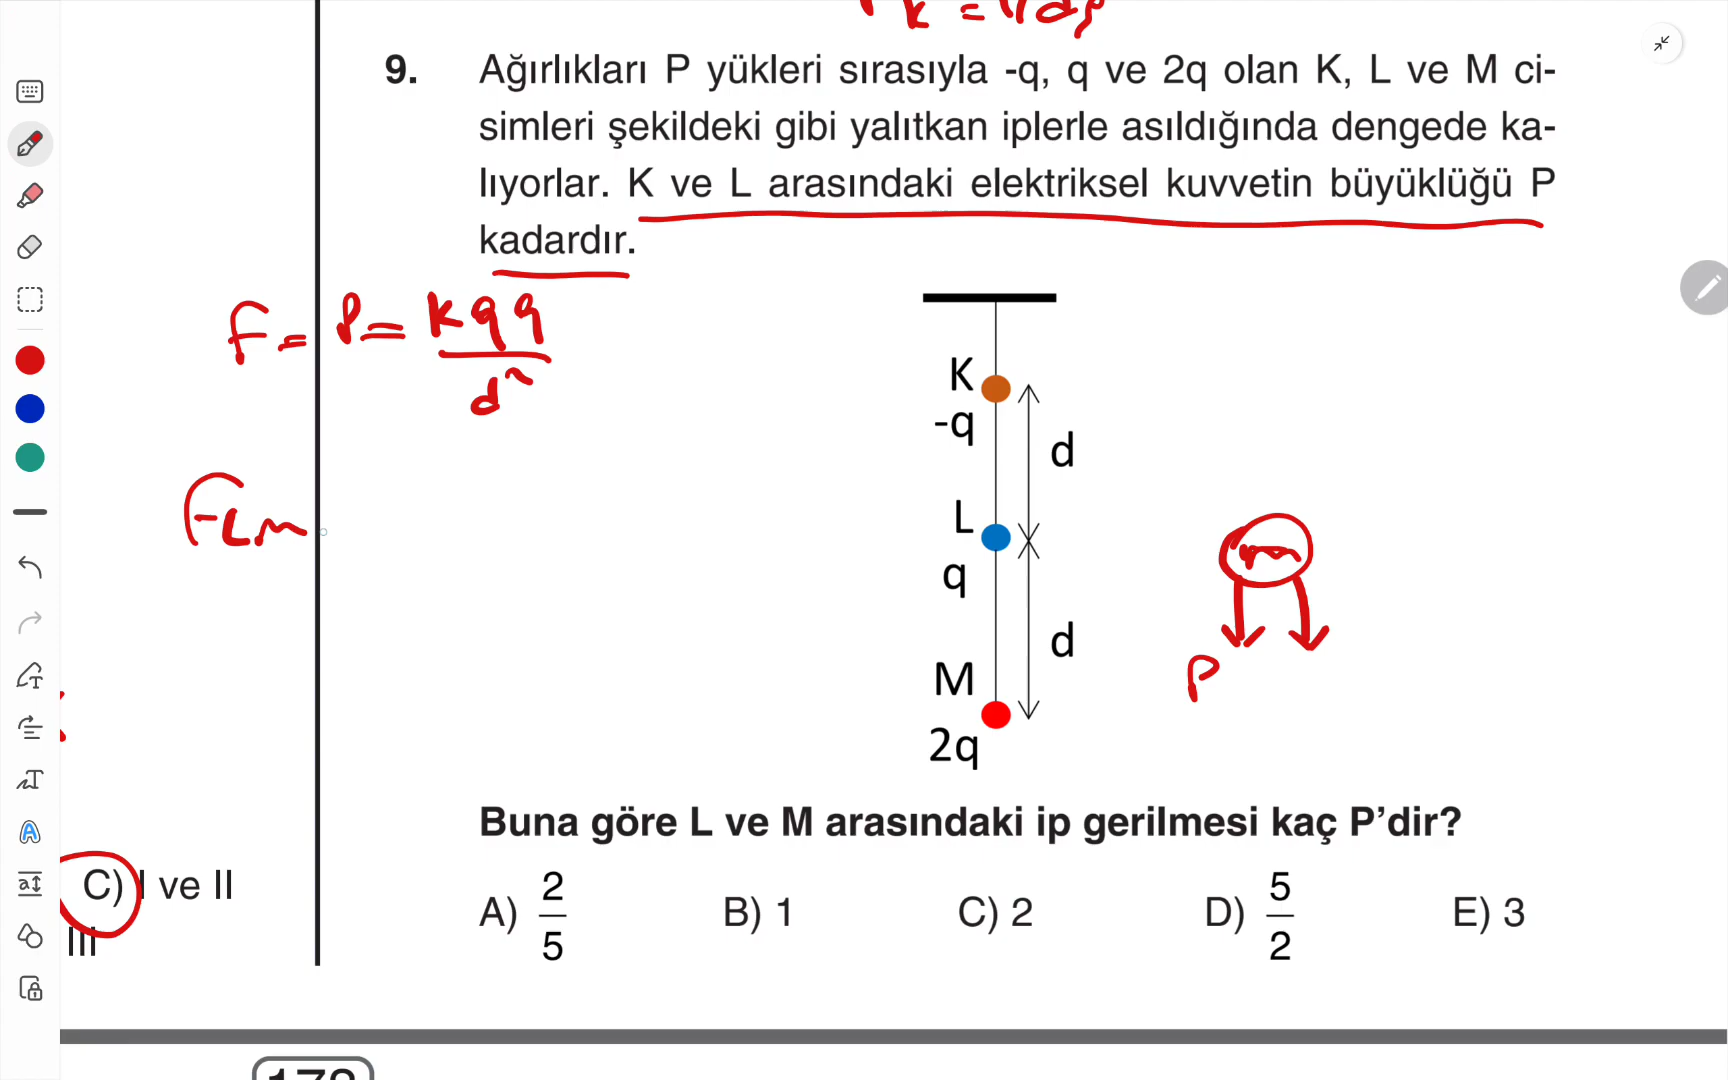 k =
9. Ağırlıkları P yükleri sırasıyla -q, q ve 2q olan K, L ve M ci-
simleri şekildeki gibi yalıtkan iplerle asıldığında dengede ka-
lıyorlar. K ve L arasındaki elektriksel kuvvetin büyüklüğü P
kadardır.
F = P = kqq
d²
FLM
K
-q
d
L
q
m
d
P
M
2q
Buna göre L ve M arasındaki ip gerilmesi kaç P'dir?
A) 2/5 B) 1 C) 2 D) 5/2 E) 3
C) I ve II
III